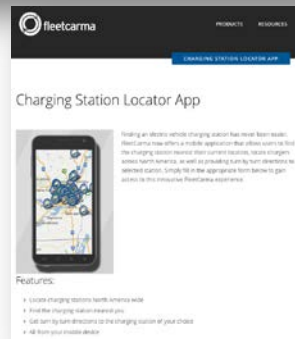 fleetcarma
PRODUCTS RESOURCES
CHARGING STATION LOCATOR APP
Charging Station Locator App
Finding an electric vehicle charging station has never been easier.
FleetCarma now offers a mobile application that allows users to find
the charging station nearest their current location, locate chargers
across North America, as well as providing turn by turn directions to
selected station. Simply fill in the appropriate form below to gain
access to this innovative FleetCarma experience.
Features:
Locate charging stations North America wide
Find the charging station nearest you
Get turn by turn directions to the charging station of your choice
All from your mobile device